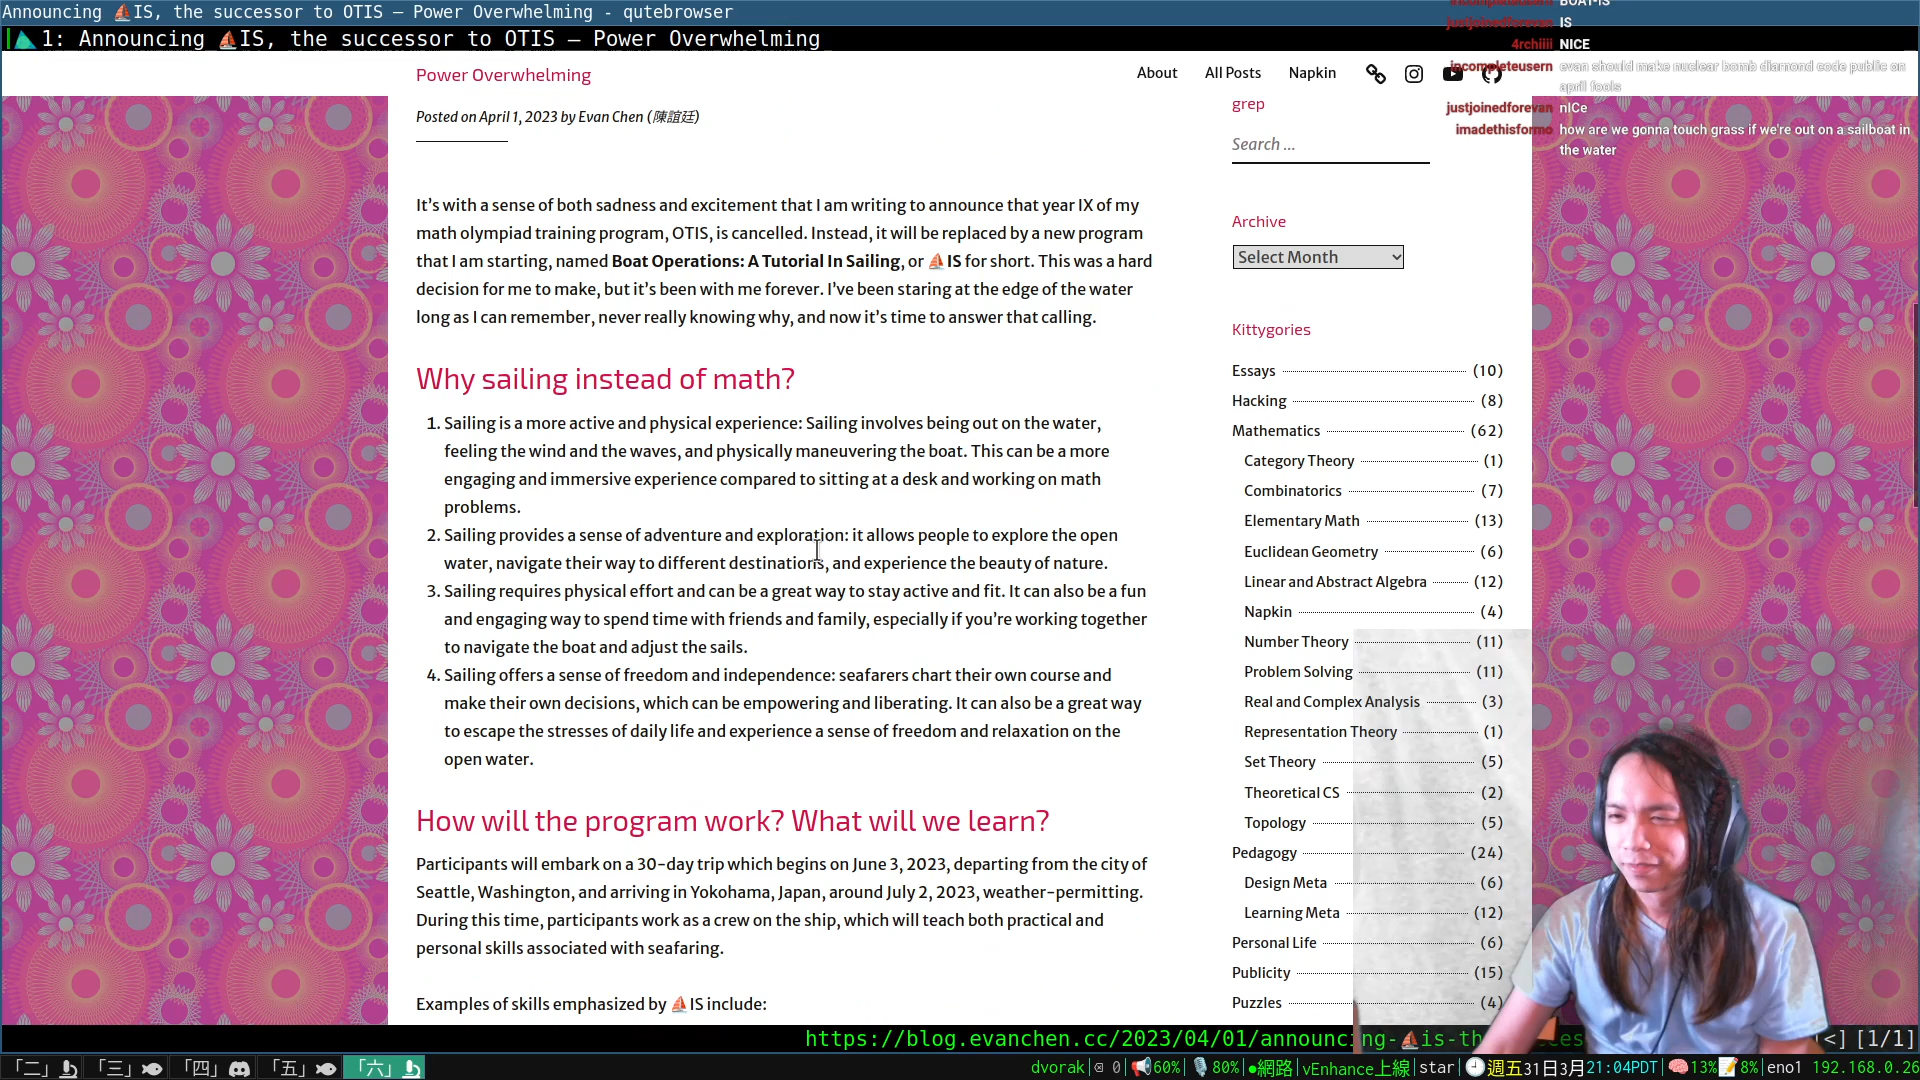 Announcing ⛵IS, the successor to OTIS – Power Overwhelming - qutebrowser
1: Announcing ⛵IS, the successor to OTIS – Power Overwhelming
BOAT-IS
justjoinedforevan IS
4rchiiii NICE
incompleteusern evan should make nuclear bomb diamond code public on
april fools
justjoinedforevan nICe
imadethisformo how are we gonna touch grass if we're out on a sailboat in
the water
Power Overwhelming
About All Posts Napkin
Posted on April 1, 2023 by Evan Chen (陳誼廷)
It's with a sense of both sadness and excitement that I am writing to announce that year IX of my
math olympiad training program, OTIS, is cancelled. Instead, it will be replaced by a new program
that I am starting, named Boat Operations: A Tutorial In Sailing, or ⛵IS for short. This was a hard
decision for me to make, but it's been with me forever. I've been staring at the edge of the water
long as I can remember, never really knowing why, and now it's time to answer that calling.
Why sailing instead of math?
1. Sailing is a more active and physical experience: Sailing involves being out on the water,
feeling the wind and the waves, and physically maneuvering the boat. This can be a more
engaging and immersive experience compared to sitting at a desk and working on math
problems.
2. Sailing provides a sense of adventure and exploration: it allows people to explore the open
water, navigate their way to different destinations, and experience the beauty of nature.
3. Sailing requires physical effort and can be a great way to stay active and fit. It can also be a fun
and engaging way to spend time with friends and family, especially if you're working together
to navigate the boat and adjust the sails.
4. Sailing offers a sense of freedom and independence: seafarers chart their own course and
make their own decisions, which can be empowering and liberating. It can also be a great way
to escape the stresses of daily life and experience a sense of freedom and relaxation on the
open water.
How will the program work? What will we learn?
Participants will embark on a 30-day trip which begins on June 3, 2023, departing from the city of
Seattle, Washington, and arriving in Yokohama, Japan, around July 2, 2023, weather-permitting.
During this time, participants work as a crew on the ship, which will teach both practical and
personal skills associated with seafaring.
Examples of skills emphasized by ⛵IS include:
grep
Search ...
Archive
Select Month
Kittygories
Essays (10)
Hacking (8)
Mathematics (62)
Category Theory (1)
Combinatorics (7)
Elementary Math (13)
Euclidean Geometry (6)
Linear and Abstract Algebra (12)
Napkin (4)
Number Theory (11)
Problem Solving (11)
Real and Complex Analysis (3)
Representation Theory (1)
Set Theory (5)
Theoretical CS (2)
Topology (5)
Pedagogy (24)
Design Meta (6)
Learning Meta (12)
Personal Life (6)
Publicity (15)
Puzzles (4)
https://blog.evanchen.cc/2023/04/01/announcing-⛵is-th [<] [1/1]
「二」 「三」 「四」 「五」 「六」 dvorak 0 60% 80% 網路 vEnhance上線 star 週五31日3月21:04PDT 13% 8% eno1 192.168.0.26